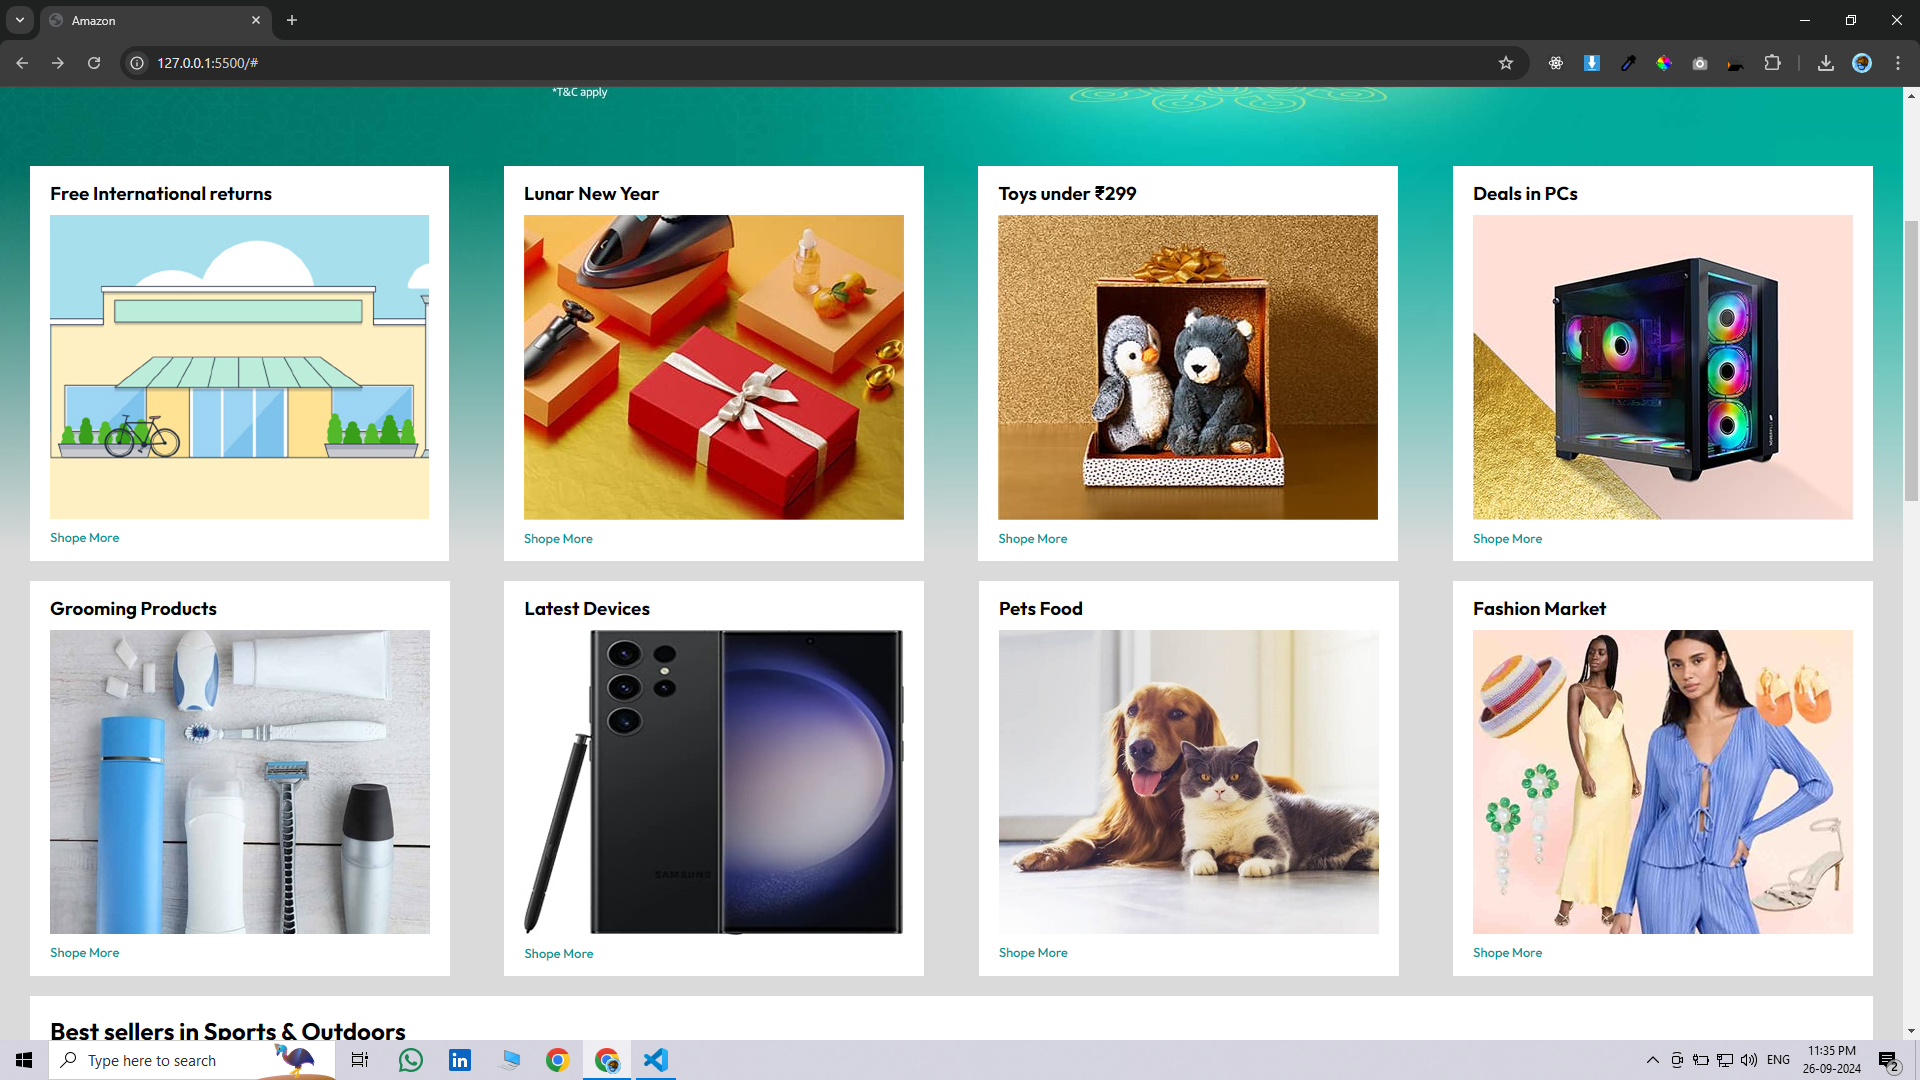 Amazon
127.0.0.1:5500/#
*T&C apply
Free International returns
Lunar New Year
Toys under ₹299
Deals in PCs
Shope More
Shope More
Shope More
Shope More
Grooming Products
Latest Devices
Pets Food
Fashion Market
SAMSUNG
Shope More
Shope More
Shope More
Shope More
Best sellers in Sports & Outdoors
Type here to search
ENG
11:35 PM
26-09-2024
2